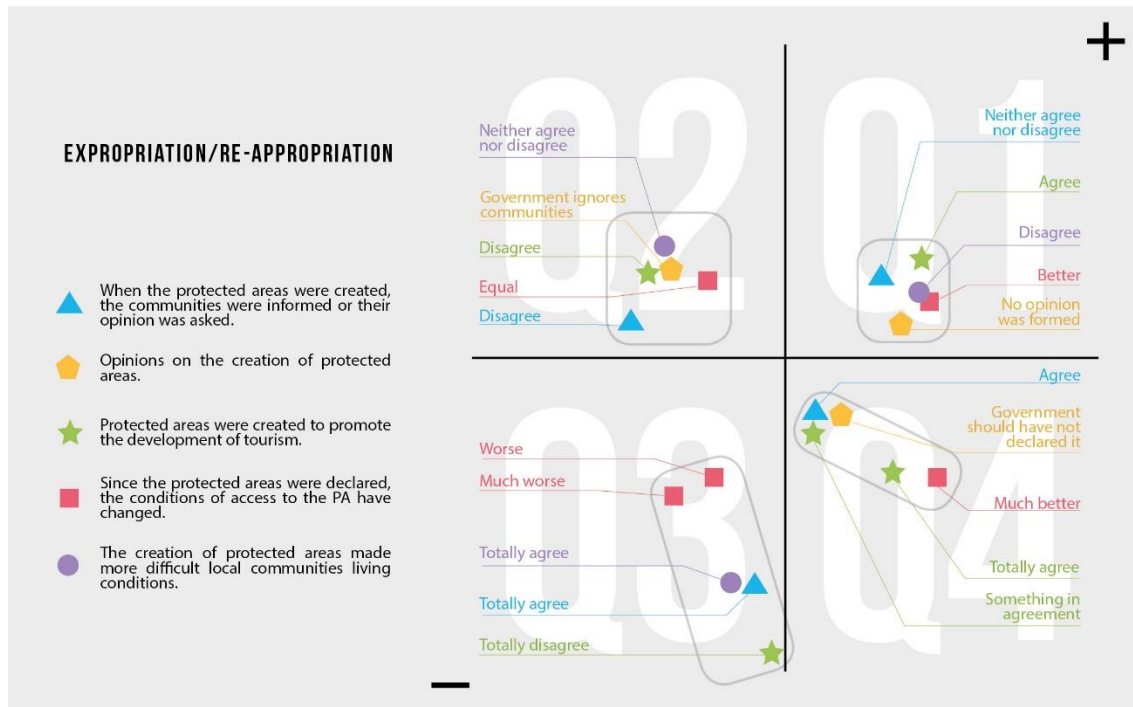 EXPROPRIATION/RE-APPROPRIATION
When the protected areas were created,
the communities were informed or their
opinion was asked.
Opinions on the creation of protected
areas.
Protected areas were created to promote
the development of tourism.
Since the protected areas were declared,
the conditions of access to the PA have
changed.
The creation of protected areas made
more difficult local communities living
conditions.
Q2
Neither agree
nor disagree
Government ignores
communities
Disagree
Equal
Disagree
+
Q1
Neither agree
nor disagree
Agree
Disagree
Better
No opinion
was formed
Q3
Worse
Much worse
Totally agree
Totally agree
Totally disagree
−
Q4
Agree
Government
should have not
declared it
Much better
Totally agree
Something in
agreement